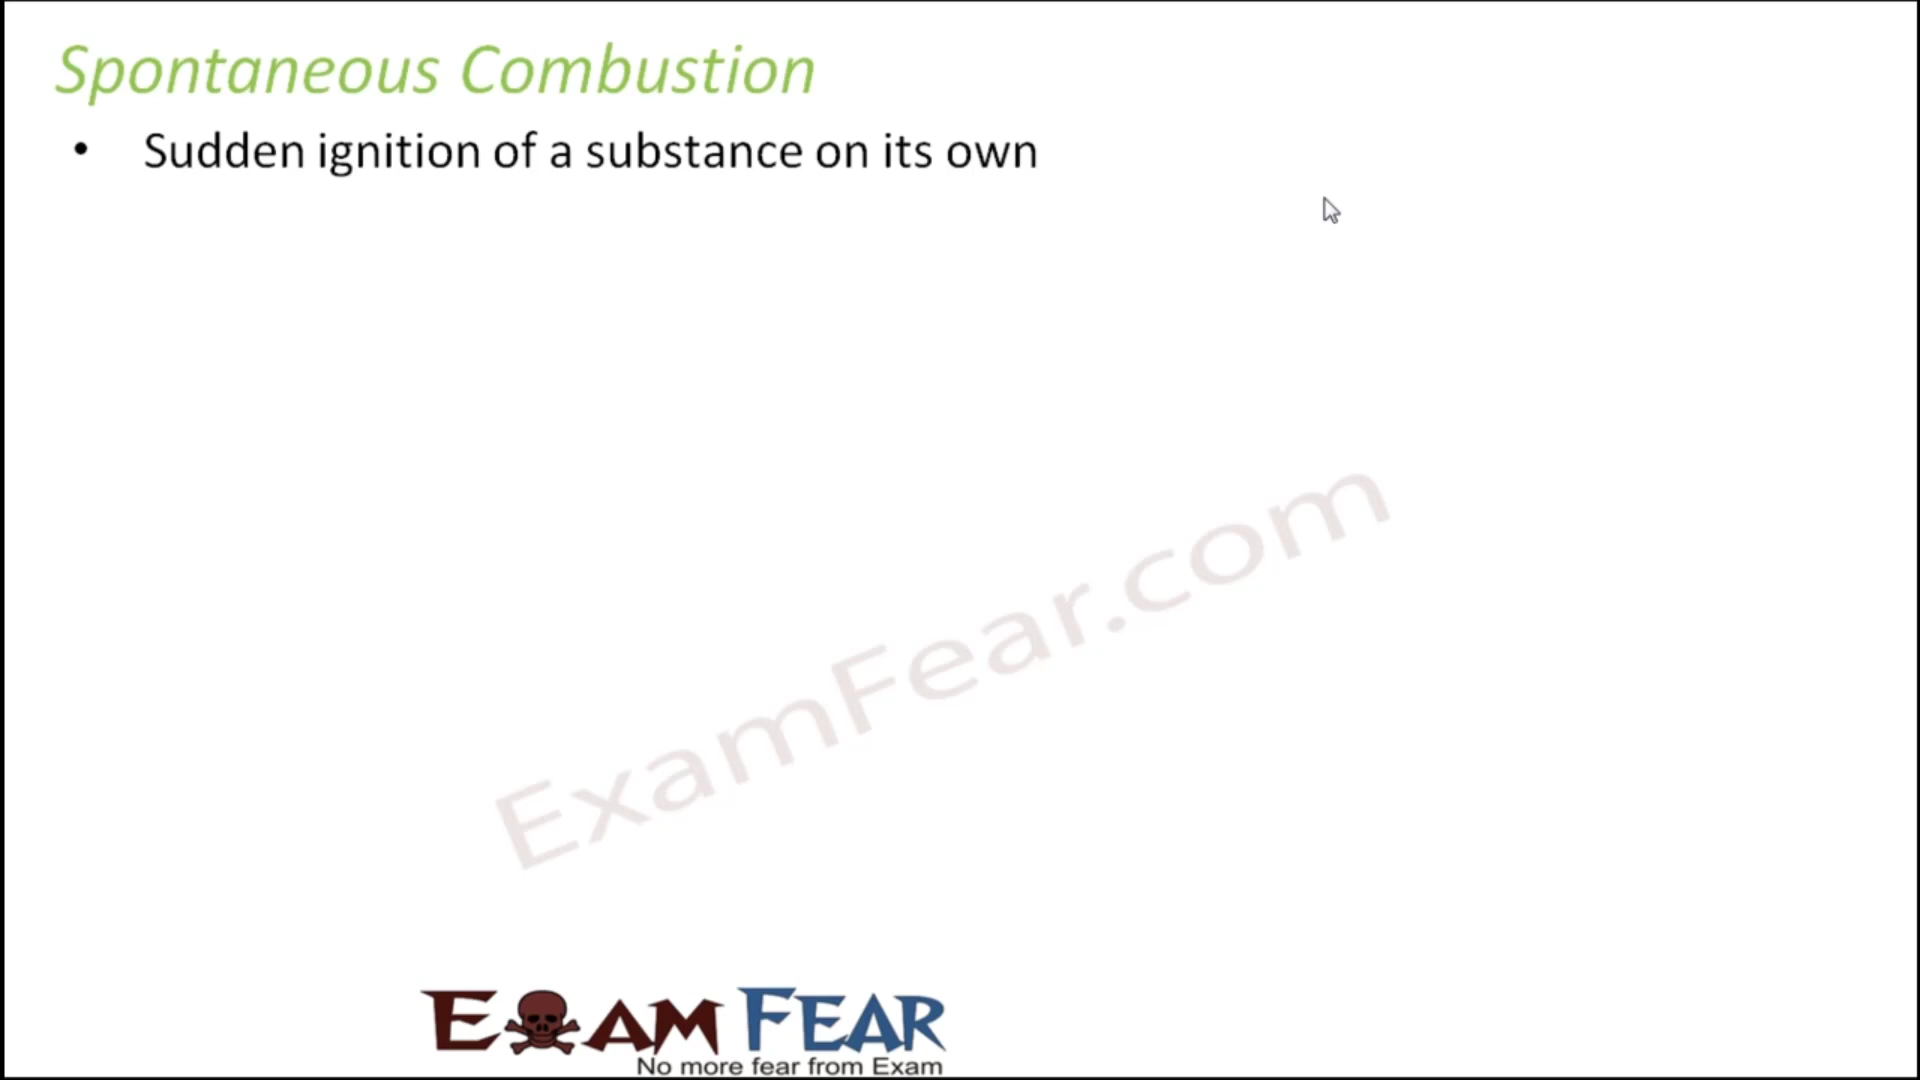 Spontaneous Combustion
• Sudden ignition of a substance on its own
ExamFear.com
EXAM FEAR
No more fear from Exam